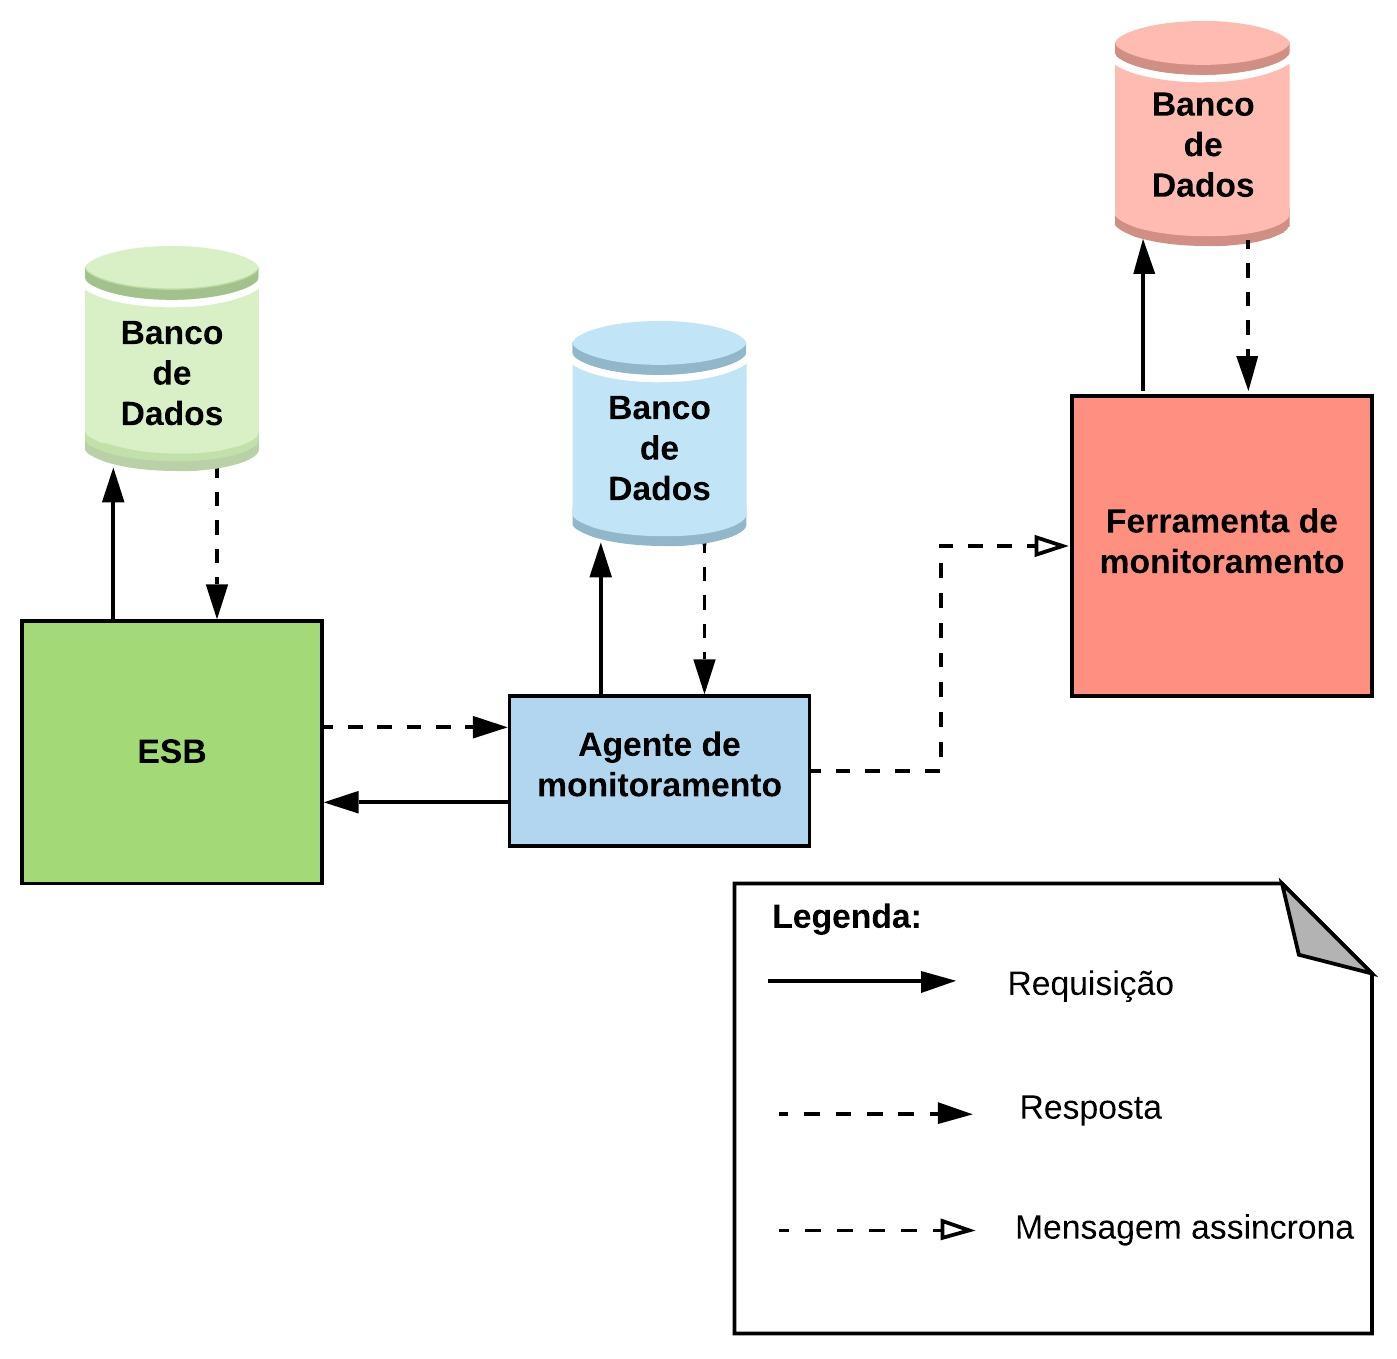 Banco
de
Dados
Banco
de
Dados
Banco
de
Dados
ESB
Agente de
monitoramento
Ferramenta de
monitoramento
Legenda:
Requisição
Resposta
Mensagem assincrona